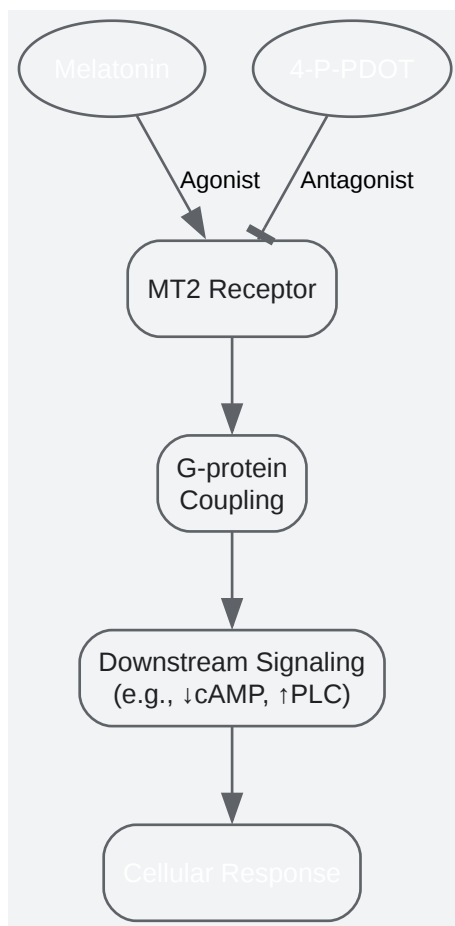 Melatonin
4-P-PDOT
Agonist
Antagonist
MT2 Receptor
G-protein
Coupling
Downstream Signaling
(e.g., ↓cAMP, ↑PLC)
Cellular Response